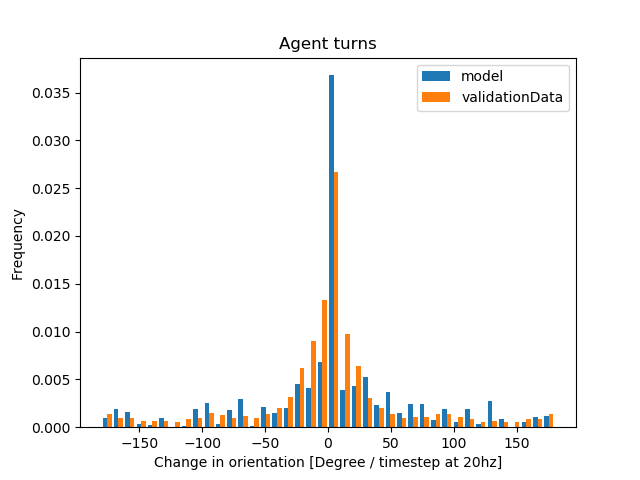 Agent turns
model
validationData
0.035
0.030
0.025
0.020
0.015
0.010
0.005
0.000
−150 −100 −50 0 50 100 150
Frequency
Change in orientation [Degree / timestep at 20hz]